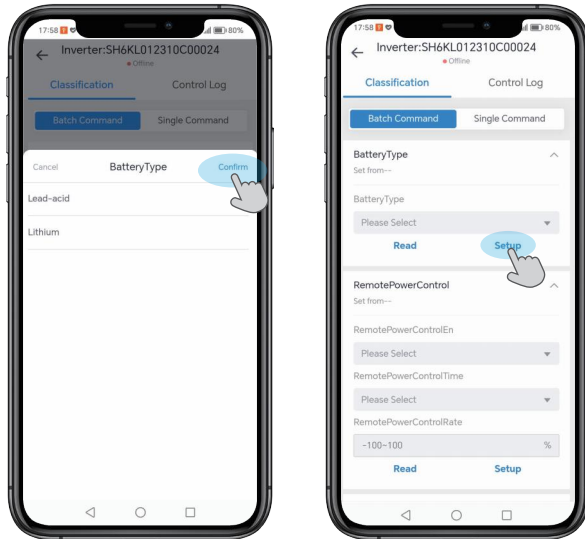 17:58 80%
Inverter:SH6KL012310C00024
Offline
Classification Control Log
Batch Command Single Command
Cancel BatteryType Confirm
Lead-acid
Lithium
17:58 80%
Inverter:SH6KL012310C00024
Offline
Classification Control Log
Batch Command Single Command
BatteryType
Set from--
BatteryType
Please Select
Read Setup
RemotePowerControl
Set from--
RemotePowerControlEn
Please Select
RemotePowerControlTime
Please Select
RemotePowerControlRate
-100~100 %
Read Setup